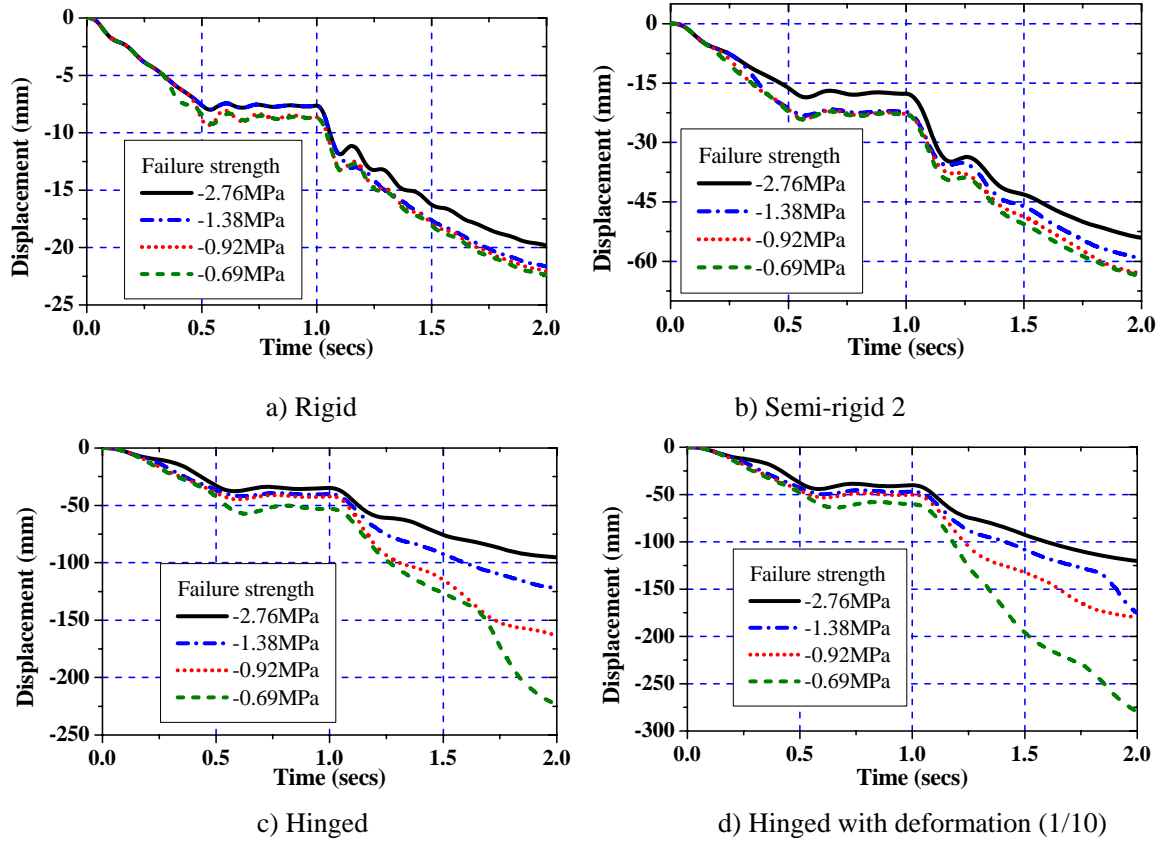 0
-5
-10
-15
-20
-25
0.0 0.5 1.0 1.5 2.0
Displacement (mm)
Time (secs)
Failure strength
-2.76MPa
-1.38MPa
-0.92MPa
-0.69MPa
a) Rigid
0
-15
-30
-45
-60
0.0 0.5 1.0 1.5 2.0
Displacement (mm)
Time (secs)
Failure strength
-2.76MPa
-1.38MPa
-0.92MPa
-0.69MPa
b) Semi-rigid 2
0
-50
-100
-150
-200
-250
0.0 0.5 1.0 1.5 2.0
Displacement (mm)
Time (secs)
Failure strength
-2.76MPa
-1.38MPa
-0.92MPa
-0.69MPa
c) Hinged
0
-50
-100
-150
-200
-250
-300
0.0 0.5 1.0 1.5 2.0
Displacement (mm)
Time (secs)
Failure strength
-2.76MPa
-1.38MPa
-0.92MPa
-0.69MPa
d) Hinged with deformation (1/10)